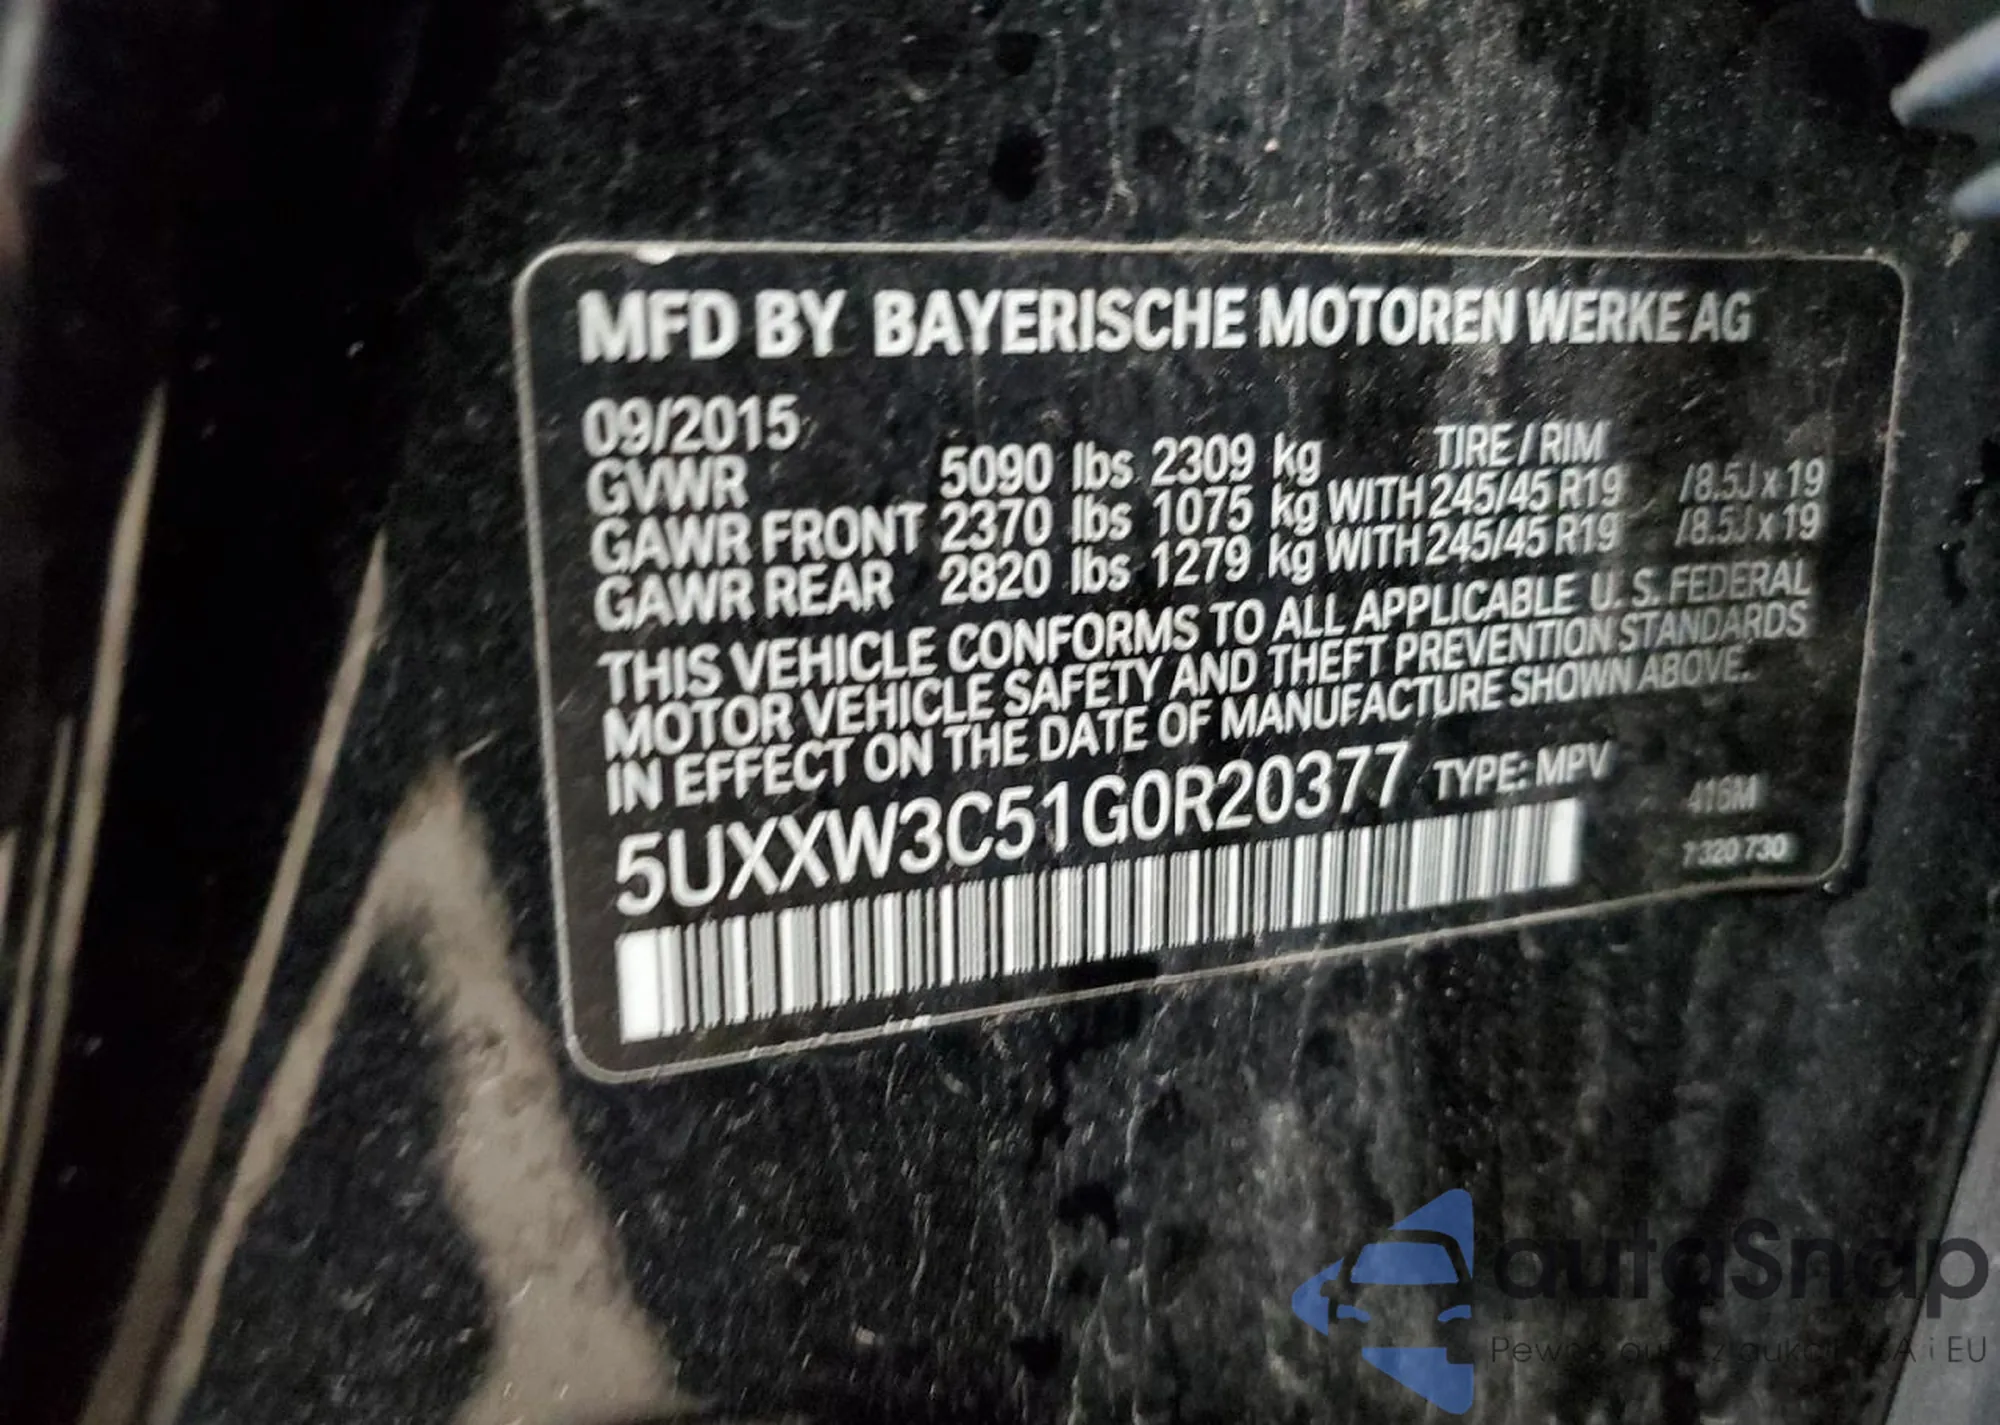 MFD BY BAYERISCHE MOTOREN WERKE AG
09/2015 TIRE / RIM
GVWR 5090 lbs 2309 kg
GAWR FRONT 2370 lbs 1075 kg WITH 245/45 R19 /8.5J x 19
GAWR REAR 2820 lbs 1279 kg WITH 245/45 R19 /8.5J x 19
THIS VEHICLE CONFORMS TO ALL APPLICABLE U. S. FEDERAL
MOTOR VEHICLE SAFETY AND THEFT PREVENTION STANDARDS
IN EFFECT ON THE DATE OF MANUFACTURE SHOWN ABOVE.
5UXXW3C51G0R20377 TYPE: MPV
416M
7 320 730
autoSnap
i EU